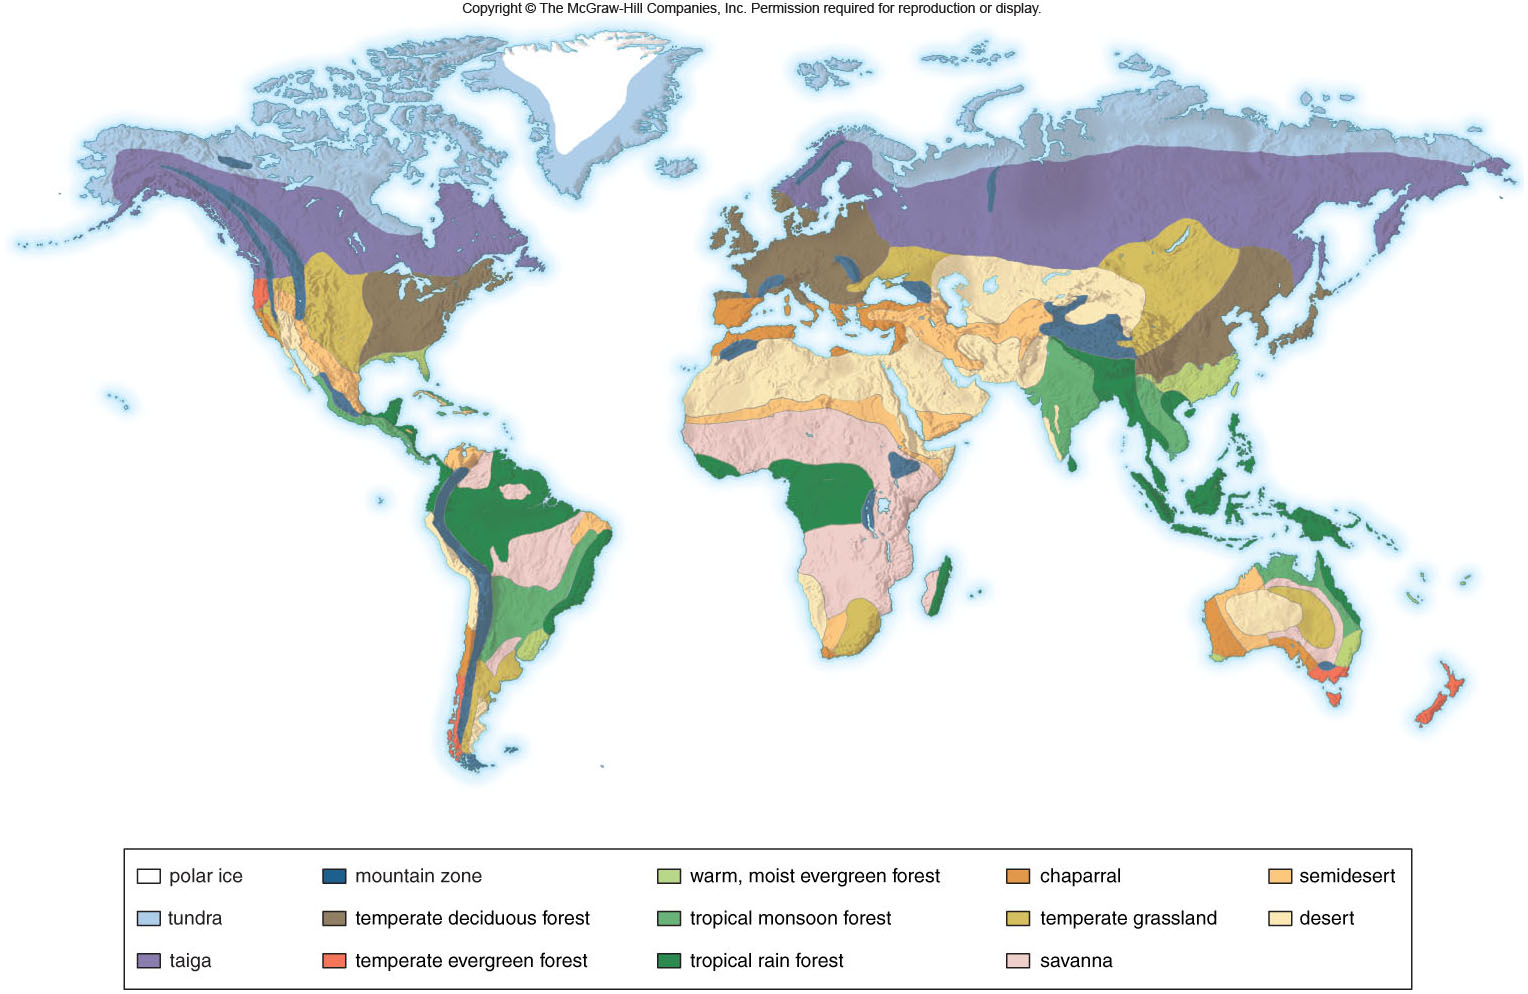 Copyright © The McGraw-Hill Companies, Inc. Permission required for reproduction or display.
polar ice
mountain zone
warm, moist evergreen forest
chaparral
semidesert
tundra
temperate deciduous forest
tropical monsoon forest
temperate grassland
desert
taiga
temperate evergreen forest
tropical rain forest
savanna